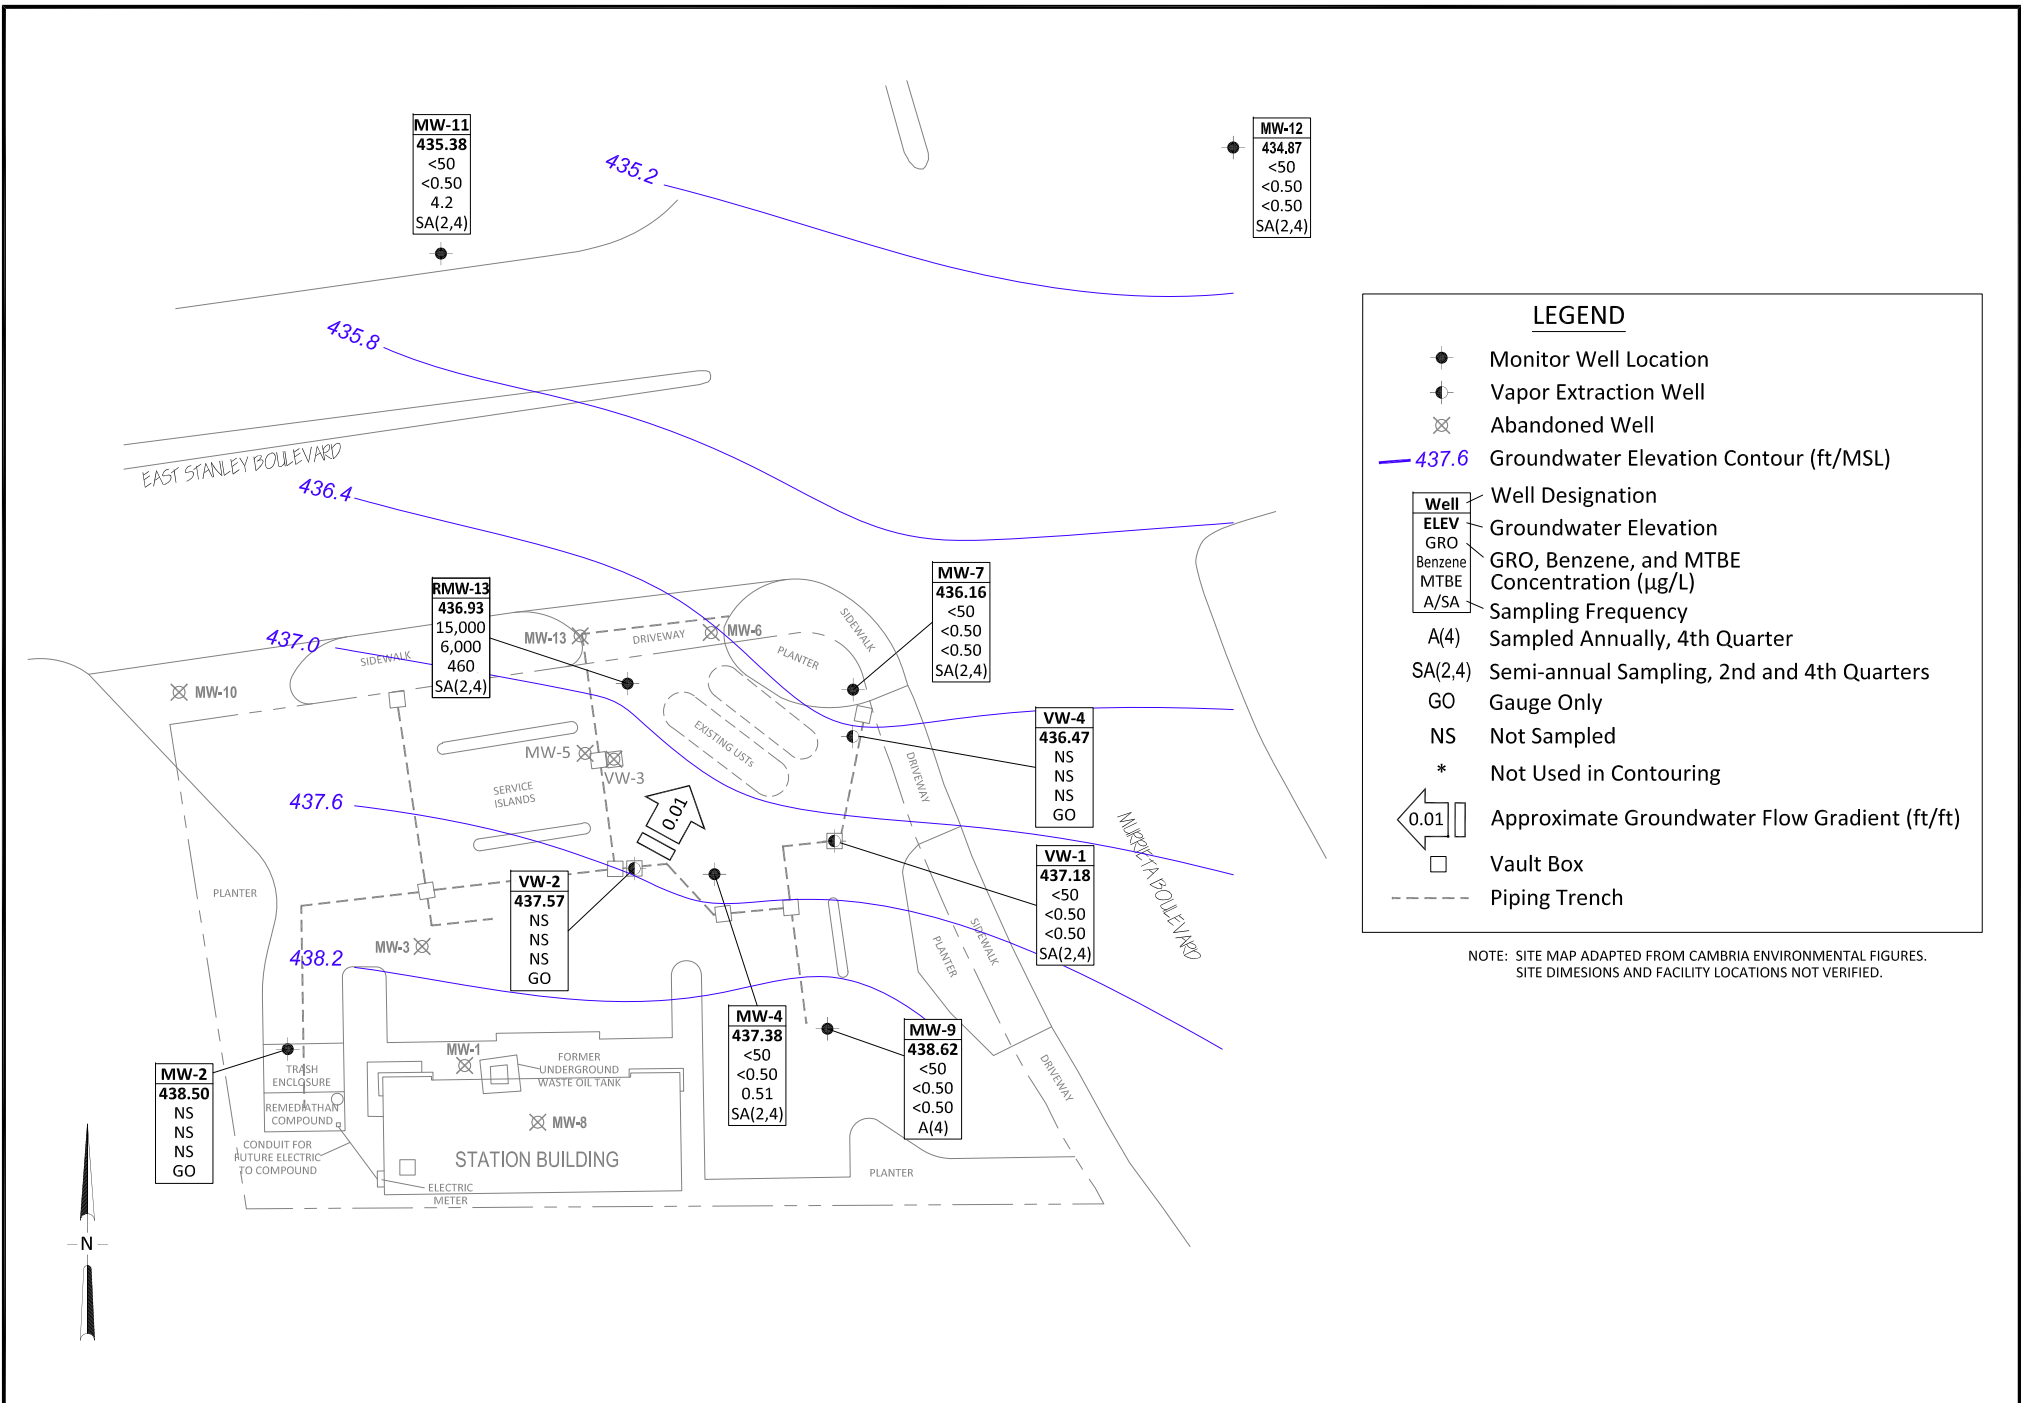 MW-11
435.38
<50
<0.50
4.2
SA(2,4)
MW-12
434.87
<50
<0.50
<0.50
SA(2,4)
435.2
435.8
EAST STANLEY BOULEVARD
436.4
RMW-13
436.93
15,000
6,000
460
SA(2,4)
MW-7
436.16
<50
<0.50
<0.50
SA(2,4)
437.0
SIDEWALK
MW-13
DRIVEWAY
MW-6
SIDEWALK
PLANTER
MW-10
MW-5
VW-3
EXISTING USTs
SERVICE
ISLANDS
DRIVEWAY
VW-4
436.47
NS
NS
NS
GO
437.6
0.01
MURRIETA BOULEVARD
VW-1
437.18
<50
<0.50
<0.50
SA(2,4)
PLANTER
VW-2
437.57
NS
NS
NS
GO
MW-3
438.2
SIDEWALK
PLANTER
MW-4
437.38
<50
<0.50
0.51
SA(2,4)
MW-9
438.62
<50
<0.50
<0.50
A(4)
DRIVEWAY
MW-2
438.50
NS
NS
NS
GO
TRASH
ENCLOSURE
REMEDIATHAN
COMPOUND
CONDUIT FOR
FUTURE ELECTRIC
TO COMPOUND
MW-1
FORMER
UNDERGROUND
WASTE OIL TANK
MW-8
STATION BUILDING
ELECTRIC
METER
PLANTER
N
LEGEND
Monitor Well Location
Vapor Extraction Well
Abandoned Well
437.6 Groundwater Elevation Contour (ft/MSL)
Well Well Designation
ELEV Groundwater Elevation
GRO
Benzene
MTBE
GRO, Benzene, and MTBE
Concentration (µg/L)
A/SA Sampling Frequency
A(4) Sampled Annually, 4th Quarter
SA(2,4) Semi-annual Sampling, 2nd and 4th Quarters
GO Gauge Only
NS Not Sampled
* Not Used in Contouring
0.01 Approximate Groundwater Flow Gradient (ft/ft)
Vault Box
Piping Trench
NOTE: SITE MAP ADAPTED FROM CAMBRIA ENVIRONMENTAL FIGURES.
SITE DIMESIONS AND FACILITY LOCATIONS NOT VERIFIED.